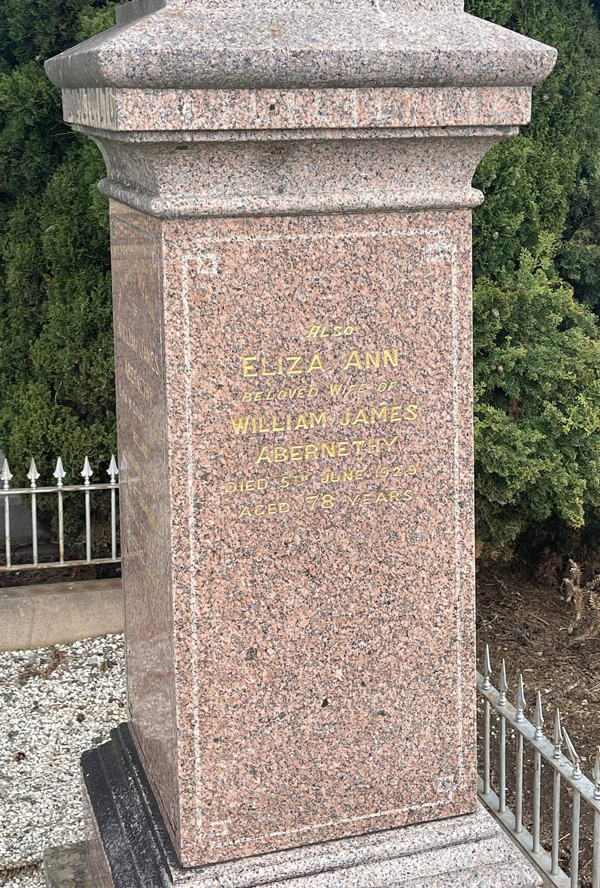 ALSO
ELIZA ANN
BELOVED WIFE OF
WILLIAM JAMES
ABERNETHY
DIED 5TH JUNE 1929
AGED 78 YEARS